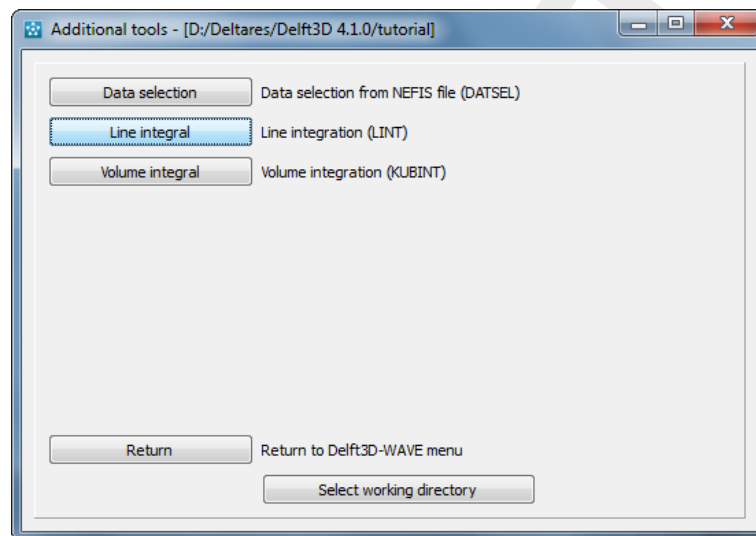 Additional tools - [D:/Deltares/Delft3D 4.1.0/tutorial]
Data selection Data selection from NEFIS file (DATSEL)
Line integral Line integration (LINT)
Volume integral Volume integration (KUBINT)
Return Return to Delft3D-WAVE menu
Select working directory